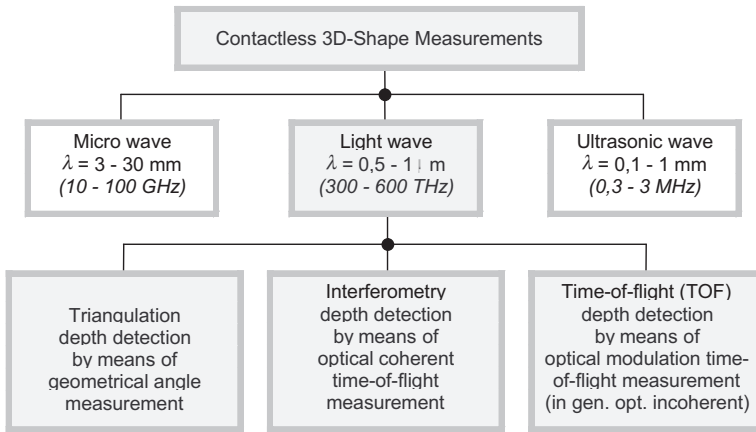 Contactless 3D-Shape Measurements
Micro wave
λ = 3 - 30 mm
(10 - 100 GHz)
Light wave
λ = 0,5 - 1 m
(300 - 600 THz)
Ultrasonic wave
λ = 0,1 - 1 mm
(0,3 - 3 MHz)
Triangulation
depth detection
by means of
geometrical angle
measurement
Interferometry
depth detection
by means of
optical coherent
time-of-flight
measurement
Time-of-flight (TOF)
depth detection
by means of
optical modulation time-
of-flight measurement
(in gen. opt. incoherent)